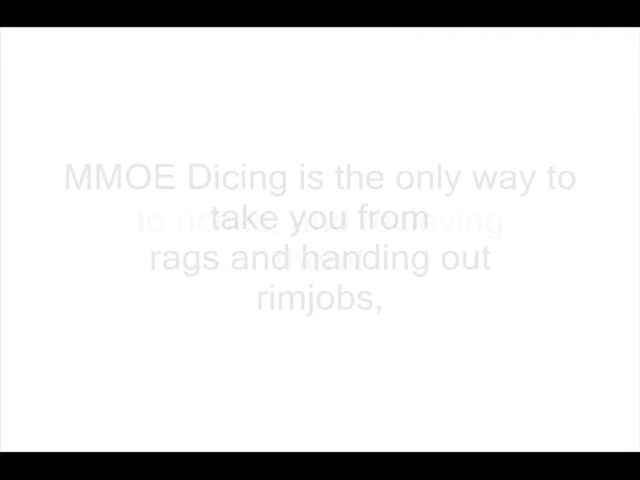 MMOE Dicing is the only way to
take you from
rags and handing out
rimjobs,